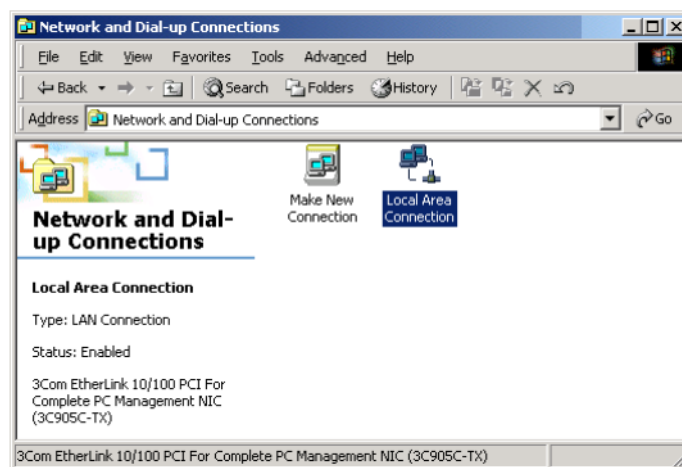 Network and Dial-up Connections
File Edit View Favorites Tools Advanced Help
Back Search Folders History
Address Network and Dial-up Connections Go
Make New Connection
Local Area Connection
Network and Dial-
up Connections
Local Area Connection
Type: LAN Connection
Status: Enabled
3Com EtherLink 10/100 PCI For
Complete PC Management NIC
(3C905C-TX)
3Com EtherLink 10/100 PCI For Complete PC Management NIC (3C905C-TX)